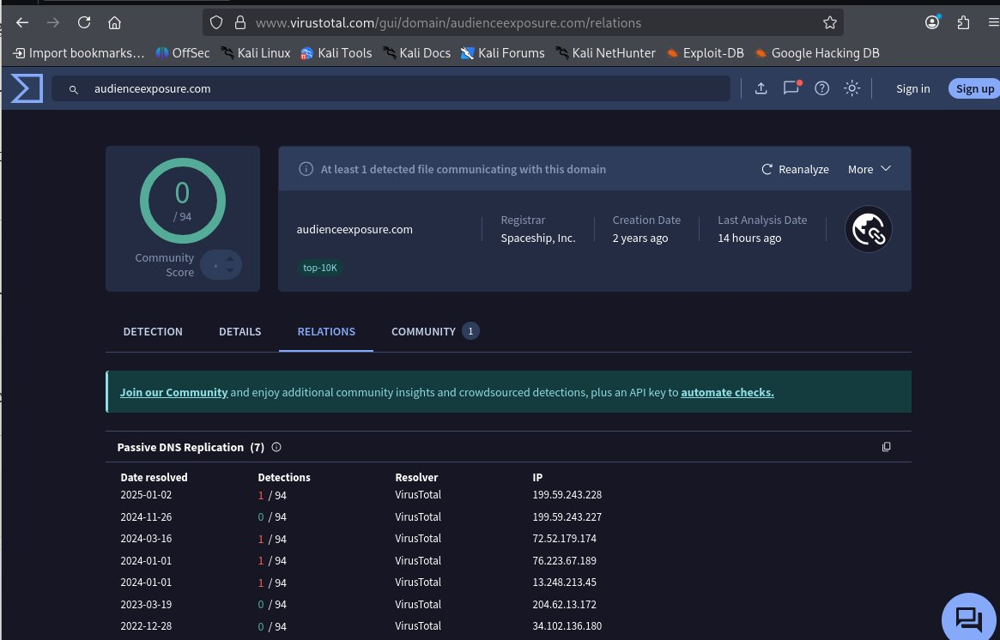 www.virustotal.com/gui/domain/audienceexposure.com/relations
Import bookmarks... OffSec Kali Linux Kali Tools Kali Docs Kali Forums Kali NetHunter Exploit-DB Google Hacking DB
audienceexposure.com Sign in Sign up
0
/ 94
Community
Score
At least 1 detected file communicating with this domain Reanalyze More
audienceexposure.com
Registrar
Spaceship, Inc.
Creation Date
2 years ago
Last Analysis Date
14 hours ago
top-10K
DETECTION DETAILS RELATIONS COMMUNITY 1
Join our Community and enjoy additional community insights and crowdsourced detections, plus an API key to automate checks.
Passive DNS Replication (7)
Date resolved Detections Resolver IP
2025-01-02 1 / 94 VirusTotal 199.59.243.228
2024-11-26 0 / 94 VirusTotal 199.59.243.227
2024-03-16 1 / 94 VirusTotal 72.52.179.174
2024-01-01 1 / 94 VirusTotal 76.223.67.189
2024-01-01 1 / 94 VirusTotal 13.248.213.45
2023-03-19 0 / 94 VirusTotal 204.62.13.172
2022-12-28 0 / 94 VirusTotal 34.102.136.180